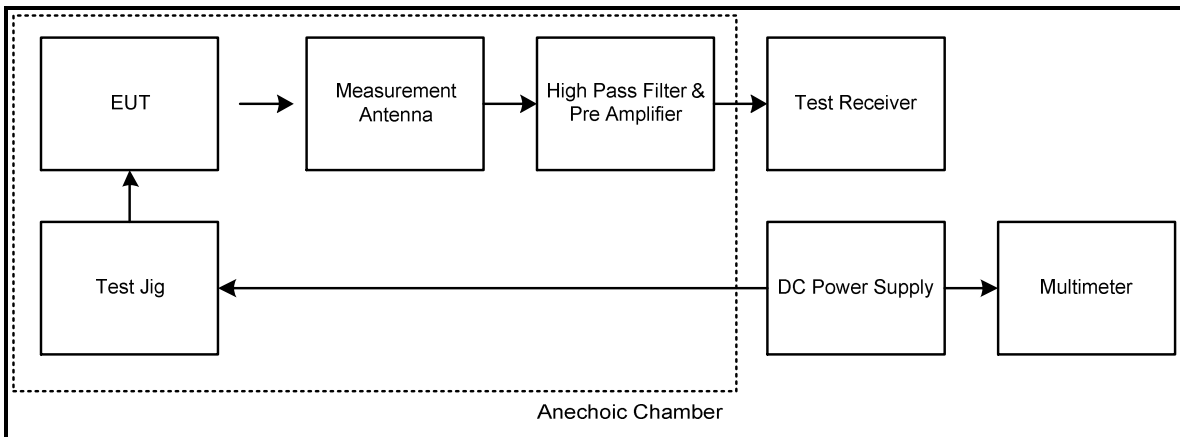 EUT
Measurement
Antenna
High Pass Filter &
Pre Amplifier
Test Receiver
Test Jig
DC Power Supply
Multimeter
Anechoic Chamber